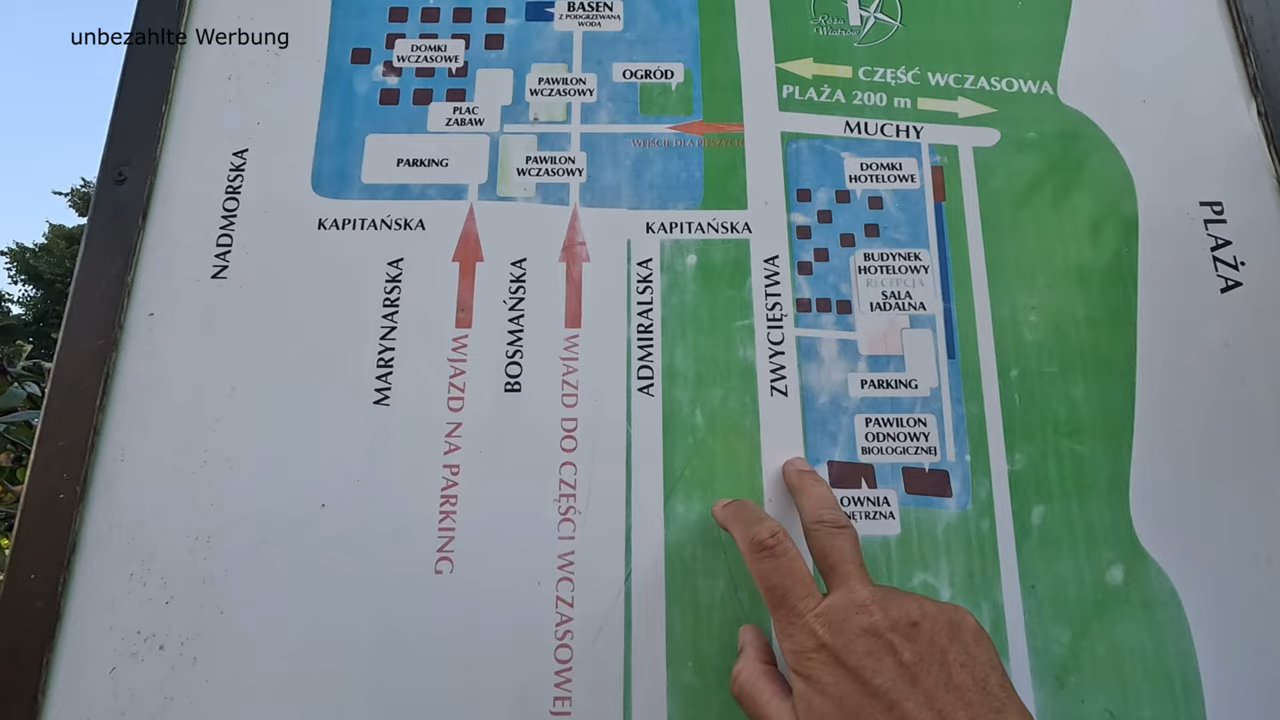 unbezahlte Werbung
BASEN
Z PODGRZEWANĄ
WODĄ
Róża
Wiatrów
DOMKI
WCZASOWE
PAWILON
WCZASOWY
OGRÓD
CZĘŚĆ WCZASOWA
PLAŻA 200 m
PLAC
ZABAW
MUCHY
WEJŚCIE DLA PIESZYCH
PARKING
PAWILON
WCZASOWY
DOMKI
HOTELOWE
NADMORSKA
KAPITAŃSKA
KAPITAŃSKA
PLAŻA
MARYNARSKA
BOSMAŃSKA
ADMIRALSKA
ZWYCIĘSTWA
BUDYNEK
HOTELOWY
RECEPCJA
SALA
JADALNA
WJAZD NA PARKING
WJAZD DO CZĘŚCI WCZASOWEJ
PARKING
PAWILON
ODNOWY
BIOLOGICZNEJ